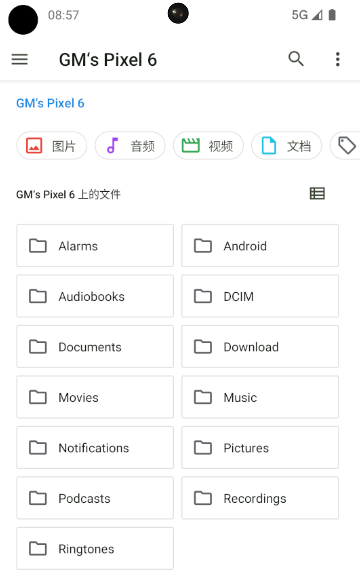 08:57 5G
GM's Pixel 6
GM's Pixel 6
图片 音频 视频 文档
GM's Pixel 6 上的文件
Alarms Android
Audiobooks DCIM
Documents Download
Movies Music
Notifications Pictures
Podcasts Recordings
Ringtones